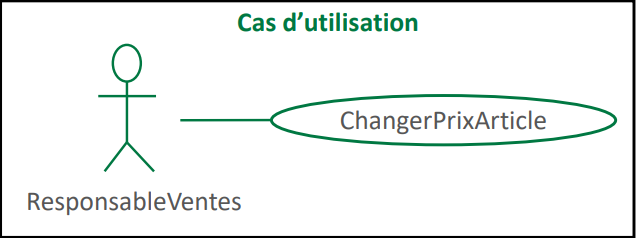 Cas d’utilisation
ChangerPrixArticle
ResponsableVentes